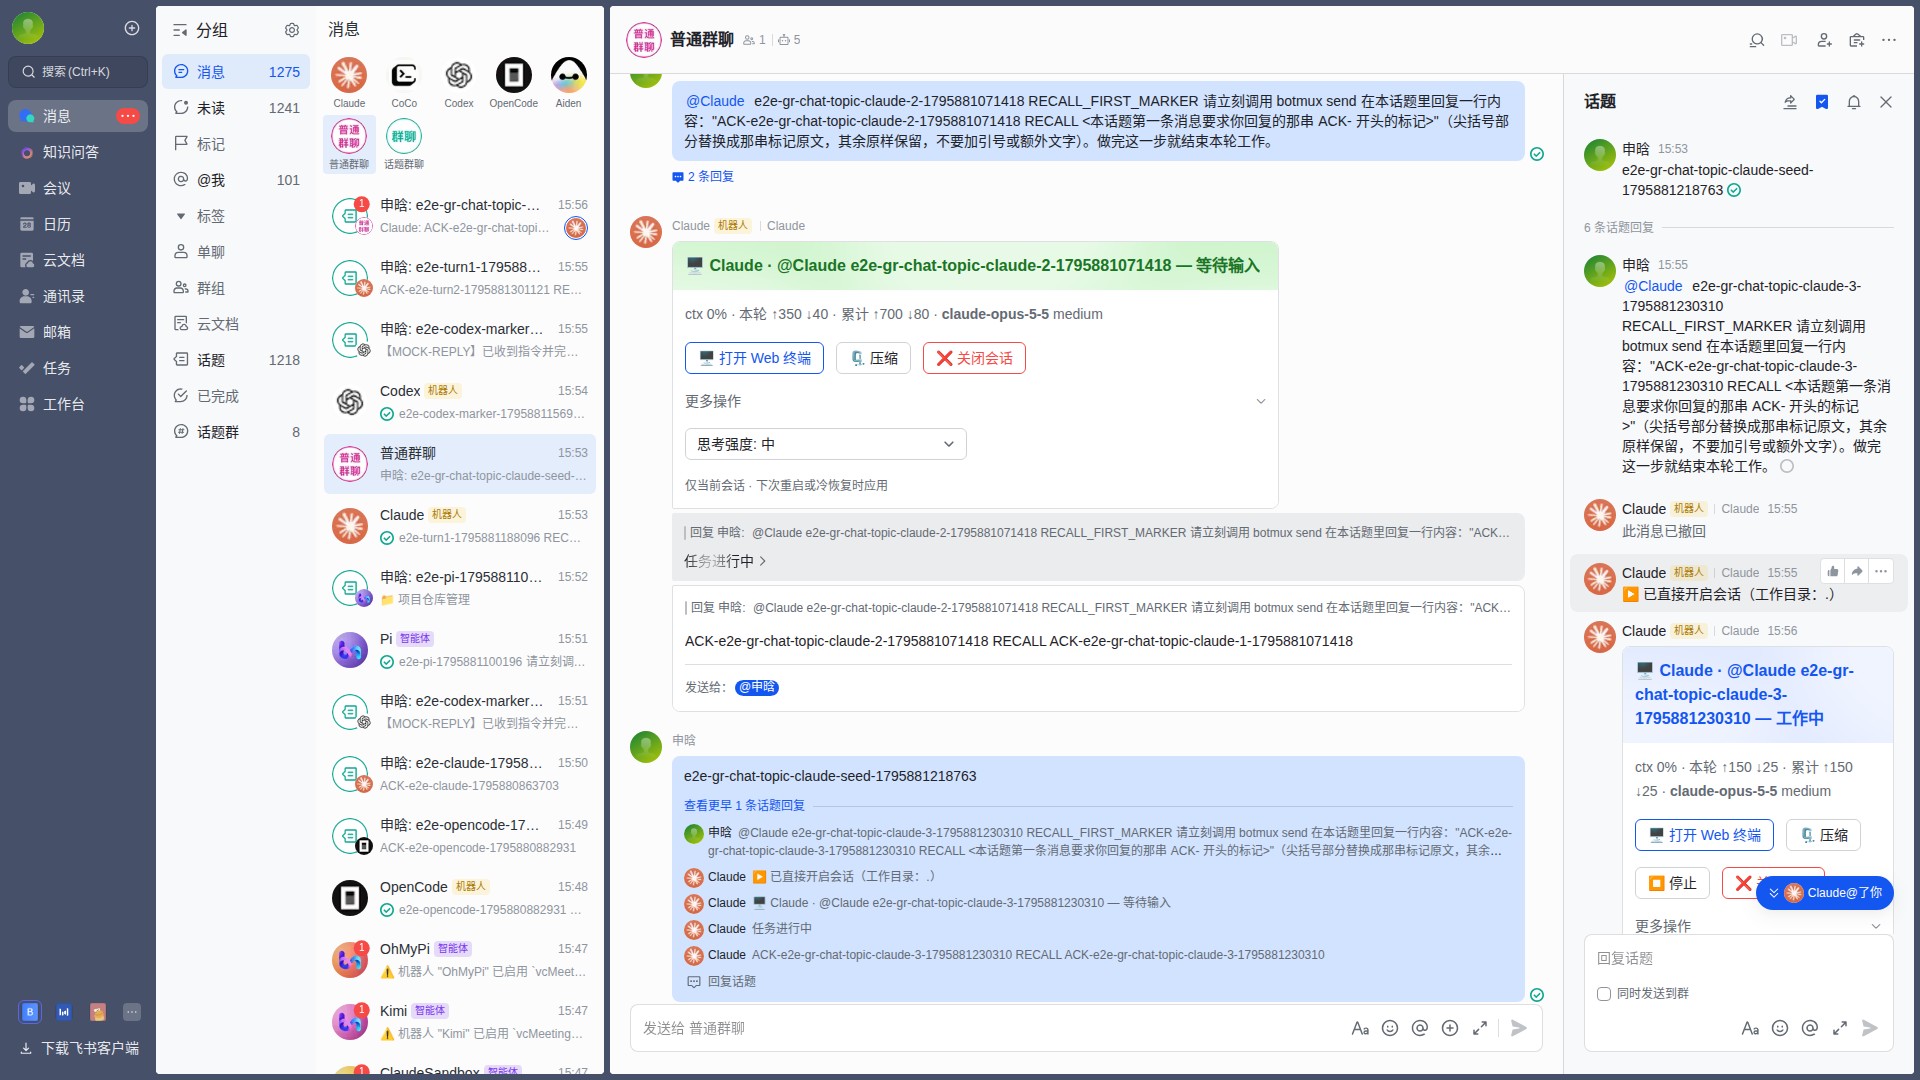 搜索 (Ctrl+K)
消息
知识问答
会议
日历
云文档
通讯录
邮箱
任务
工作台
下载飞书客户端
分组
消息 1275
未读 1241
标记
@我 101
标签
单聊
群组
云文档
话题 1218
已完成
话题群 8
消息
Claude
CoCo
Codex
OpenCode
Aiden
普通群聊
普通群聊
群聊
话题群聊
1
申晗: e2e-gr-chat-topic-... 15:56
Claude: ACK-e2e-gr-chat-topi...
申晗: e2e-turn1-179588... 15:55
ACK-e2e-turn2-1795881301121 RE...
申晗: e2e-codex-marker... 15:55
【MOCK-REPLY】已收到指令并完...
Codex 机器人 15:54
e2e-codex-marker-17958811569...
普通群聊 15:53
申晗: e2e-gr-chat-topic-claude-seed-...
Claude 机器人 15:53
e2e-turn1-1795881188096 REC...
申晗: e2e-pi-179588110... 15:52
📁 项目仓库管理
Pi 智能体 15:51
e2e-pi-1795881100196 请立刻调...
申晗: e2e-codex-marker... 15:51
【MOCK-REPLY】已收到指令并完...
申晗: e2e-claude-17958... 15:50
ACK-e2e-claude-1795880863703
申晗: e2e-opencode-17... 15:49
ACK-e2e-opencode-1795880882931
OpenCode 机器人 15:48
e2e-opencode-1795880882931 ...
1
OhMyPi 智能体 15:47
⚠️ 机器人 "OhMyPi" 已启用 `vcMeet...
1
Kimi 智能体 15:47
⚠️ 机器人 "Kimi" 已启用 `vcMeeting...
1
ClaudeSandbox 智能体 15:47
普通群聊
普通群聊 1 5
@Claude e2e-gr-chat-topic-claude-2-1795881071418 RECALL_FIRST_MARKER 请立刻调用 botmux send 在本话题里回复一行内
容："ACK-e2e-gr-chat-topic-claude-2-1795881071418 RECALL <本话题第一条消息要求你回复的那串 ACK- 开头的标记>"（尖括号部
分替换成那串标记原文，其余原样保留，不要加引号或额外文字）。做完这一步就结束本轮工作。
2 条回复
Claude 机器人 Claude
🖥️ Claude · @Claude e2e-gr-chat-topic-claude-2-1795881071418 — 等待输入
ctx 0% · 本轮 ↑350 ↓40 · 累计 ↑700 ↓80 · claude-opus-5-5 medium
🖥️ 打开 Web 终端
🗜️ 压缩
❌ 关闭会话
更多操作
思考强度: 中
仅当前会话 · 下次重启或冷恢复时应用
回复 申晗: @Claude e2e-gr-chat-topic-claude-2-1795881071418 RECALL_FIRST_MARKER 请立刻调用 botmux send 在本话题里回复一行内容："ACK...
任务进行中
回复 申晗: @Claude e2e-gr-chat-topic-claude-2-1795881071418 RECALL_FIRST_MARKER 请立刻调用 botmux send 在本话题里回复一行内容："ACK...
ACK-e2e-gr-chat-topic-claude-2-1795881071418 RECALL ACK-e2e-gr-chat-topic-claude-1-1795881071418
发送给： @申晗
申晗
e2e-gr-chat-topic-claude-seed-1795881218763
查看更早 1 条话题回复
申晗 @Claude e2e-gr-chat-topic-claude-3-1795881230310 RECALL_FIRST_MARKER 请立刻调用 botmux send 在本话题里回复一行内容："ACK-e2e-
gr-chat-topic-claude-3-1795881230310 RECALL <本话题第一条消息要求你回复的那串 ACK- 开头的标记>"（尖括号部分替换成那串标记原文，其余...
Claude ▶️ 已直接开启会话（工作目录：.）
Claude 🖥️ Claude · @Claude e2e-gr-chat-topic-claude-3-1795881230310 — 等待输入
Claude 任务进行中
Claude ACK-e2e-gr-chat-topic-claude-3-1795881230310 RECALL ACK-e2e-gr-chat-topic-claude-3-1795881230310
回复话题
发送给 普通群聊
话题
申晗 15:53
e2e-gr-chat-topic-claude-seed-
1795881218763
6 条话题回复
申晗 15:55
@Claude e2e-gr-chat-topic-claude-3-
1795881230310
RECALL_FIRST_MARKER 请立刻调用
botmux send 在本话题里回复一行内
容："ACK-e2e-gr-chat-topic-claude-3-
1795881230310 RECALL <本话题第一条消
息要求你回复的那串 ACK- 开头的标记
>"（尖括号部分替换成那串标记原文，其余
原样保留，不要加引号或额外文字）。做完
这一步就结束本轮工作。
Claude 机器人 Claude 15:55
此消息已撤回
Claude 机器人 Claude 15:55
▶️ 已直接开启会话（工作目录：.）
Claude 机器人 Claude 15:56
🖥️ Claude · @Claude e2e-gr-
chat-topic-claude-3-
1795881230310 — 工作中
ctx 0% · 本轮 ↑150 ↓25 · 累计 ↑150
↓25 · claude-opus-5-5 medium
🖥️ 打开 Web 终端
🗜️ 压缩
⏹️ 停止
Claude@了你
更多操作
回复话题
同时发送到群